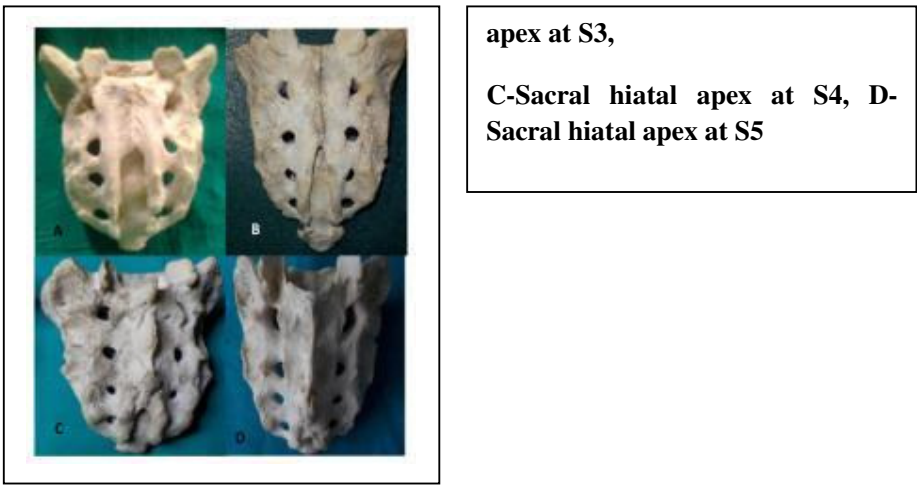 A
B
C
D
apex at S3,
C-Sacral hiatal apex at S4, D-
Sacral hiatal apex at S5